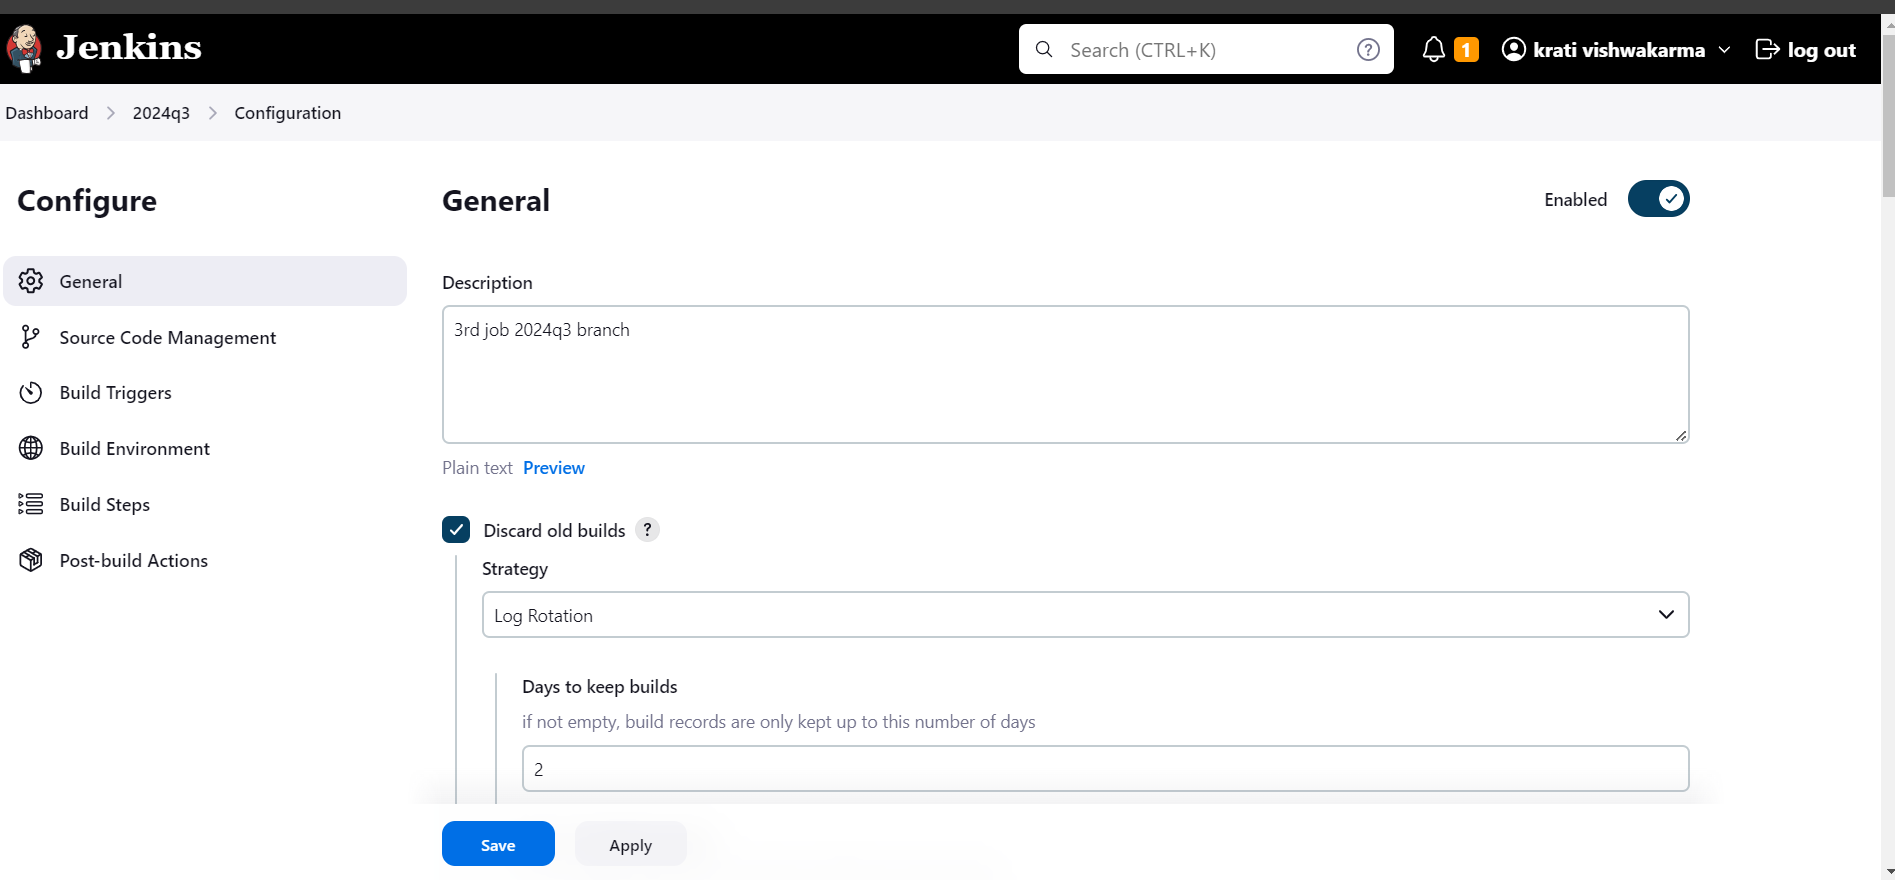 Jenkins
Search (CTRL+K)
?
1
krati vishwakarma
log out
Dashboard > 2024q3 > Configuration
Configure
General
Source Code Management
Build Triggers
Build Environment
Build Steps
Post-build Actions
General
Enabled
Description
3rd job 2024q3 branch
Plain text Preview
Discard old builds ?
Strategy
Log Rotation
Days to keep builds
if not empty, build records are only kept up to this number of days
2
Save
Apply